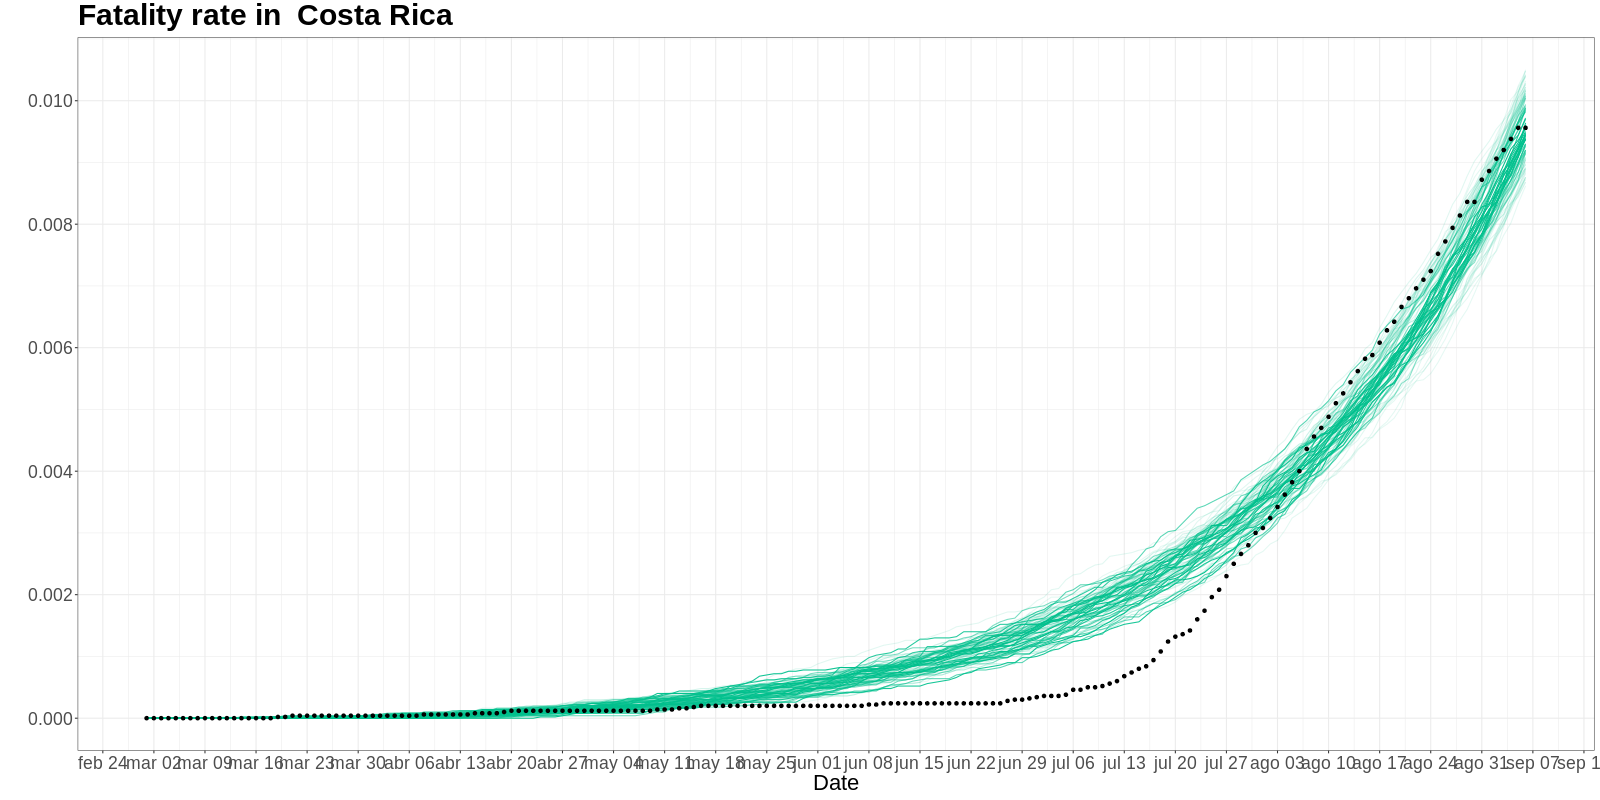 Fatality rate in  Costa Rica
0.010
0.008
0.006
0.004
0.002
0.000
feb 24 mar 02 mar 09 mar 16 mar 23 mar 30 abr 06 abr 13 abr 20 abr 27 may 04 may 11 may 18 may 25 jun 01 jun 08 jun 15 jun 22 jun 29 jul 06 jul 13 jul 20 jul 27 ago 03 ago 10 ago 17 ago 24 ago 31 sep 07 sep 1
Date